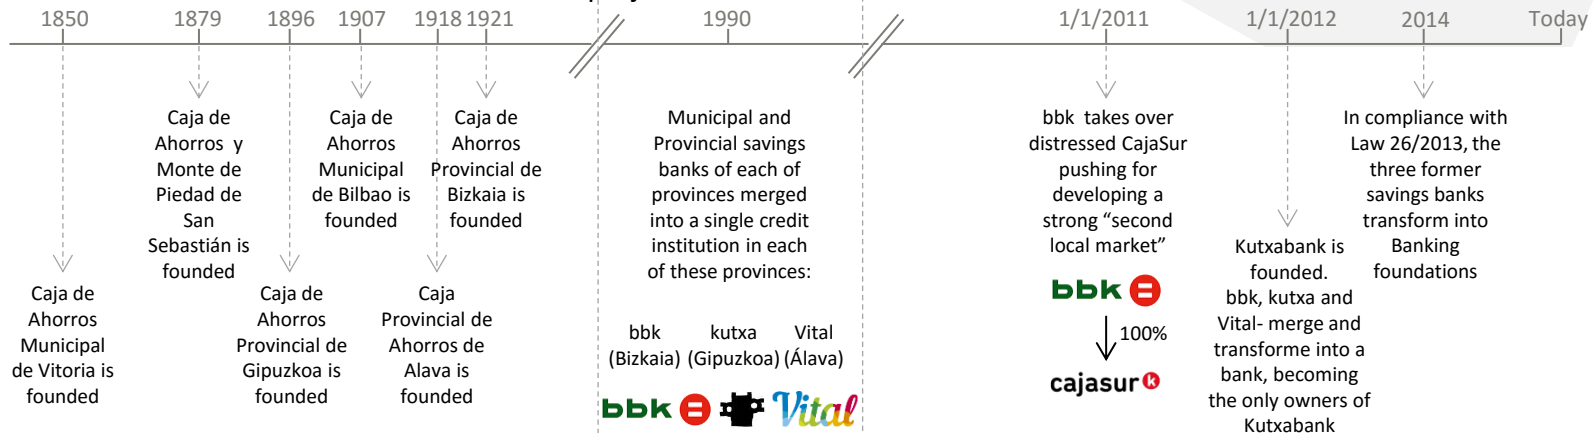 1850
1879
1896
1907
1918
1921
1990
1/1/2011
1/1/2012
2014
Today
Caja de
Ahorros
Municipal
de Vitoria is
founded
Caja de
Ahorros y
Monte de
Piedad de
San
Sebastián is
founded
Caja de
Ahorros
Provincial de
Gipuzkoa is
founded
Caja de
Ahorros
Municipal
de Bilbao is
founded
Caja
Provincial de
Ahorros de
Alava is
founded
Caja de
Ahorros
Provincial de
Bizkaia is
founded
Municipal and
Provincial savings
banks of each of
provinces merged
into a single credit
institution in each
of these provinces:
bbk
(Bizkaia)
kutxa
(Gipuzkoa)
Vital
(Álava)
bbk
Vital
bbk takes over
distressed CajaSur
pushing for
developing a
strong “second
local market”
bbk
100%
cajasur k
Kutxabank is
founded.
bbk, kutxa and
Vital- merge and
transforme into a
bank, becoming
the only owners of
Kutxabank
In compliance with
Law 26/2013, the
three former
savings banks
transform into
Banking
foundations